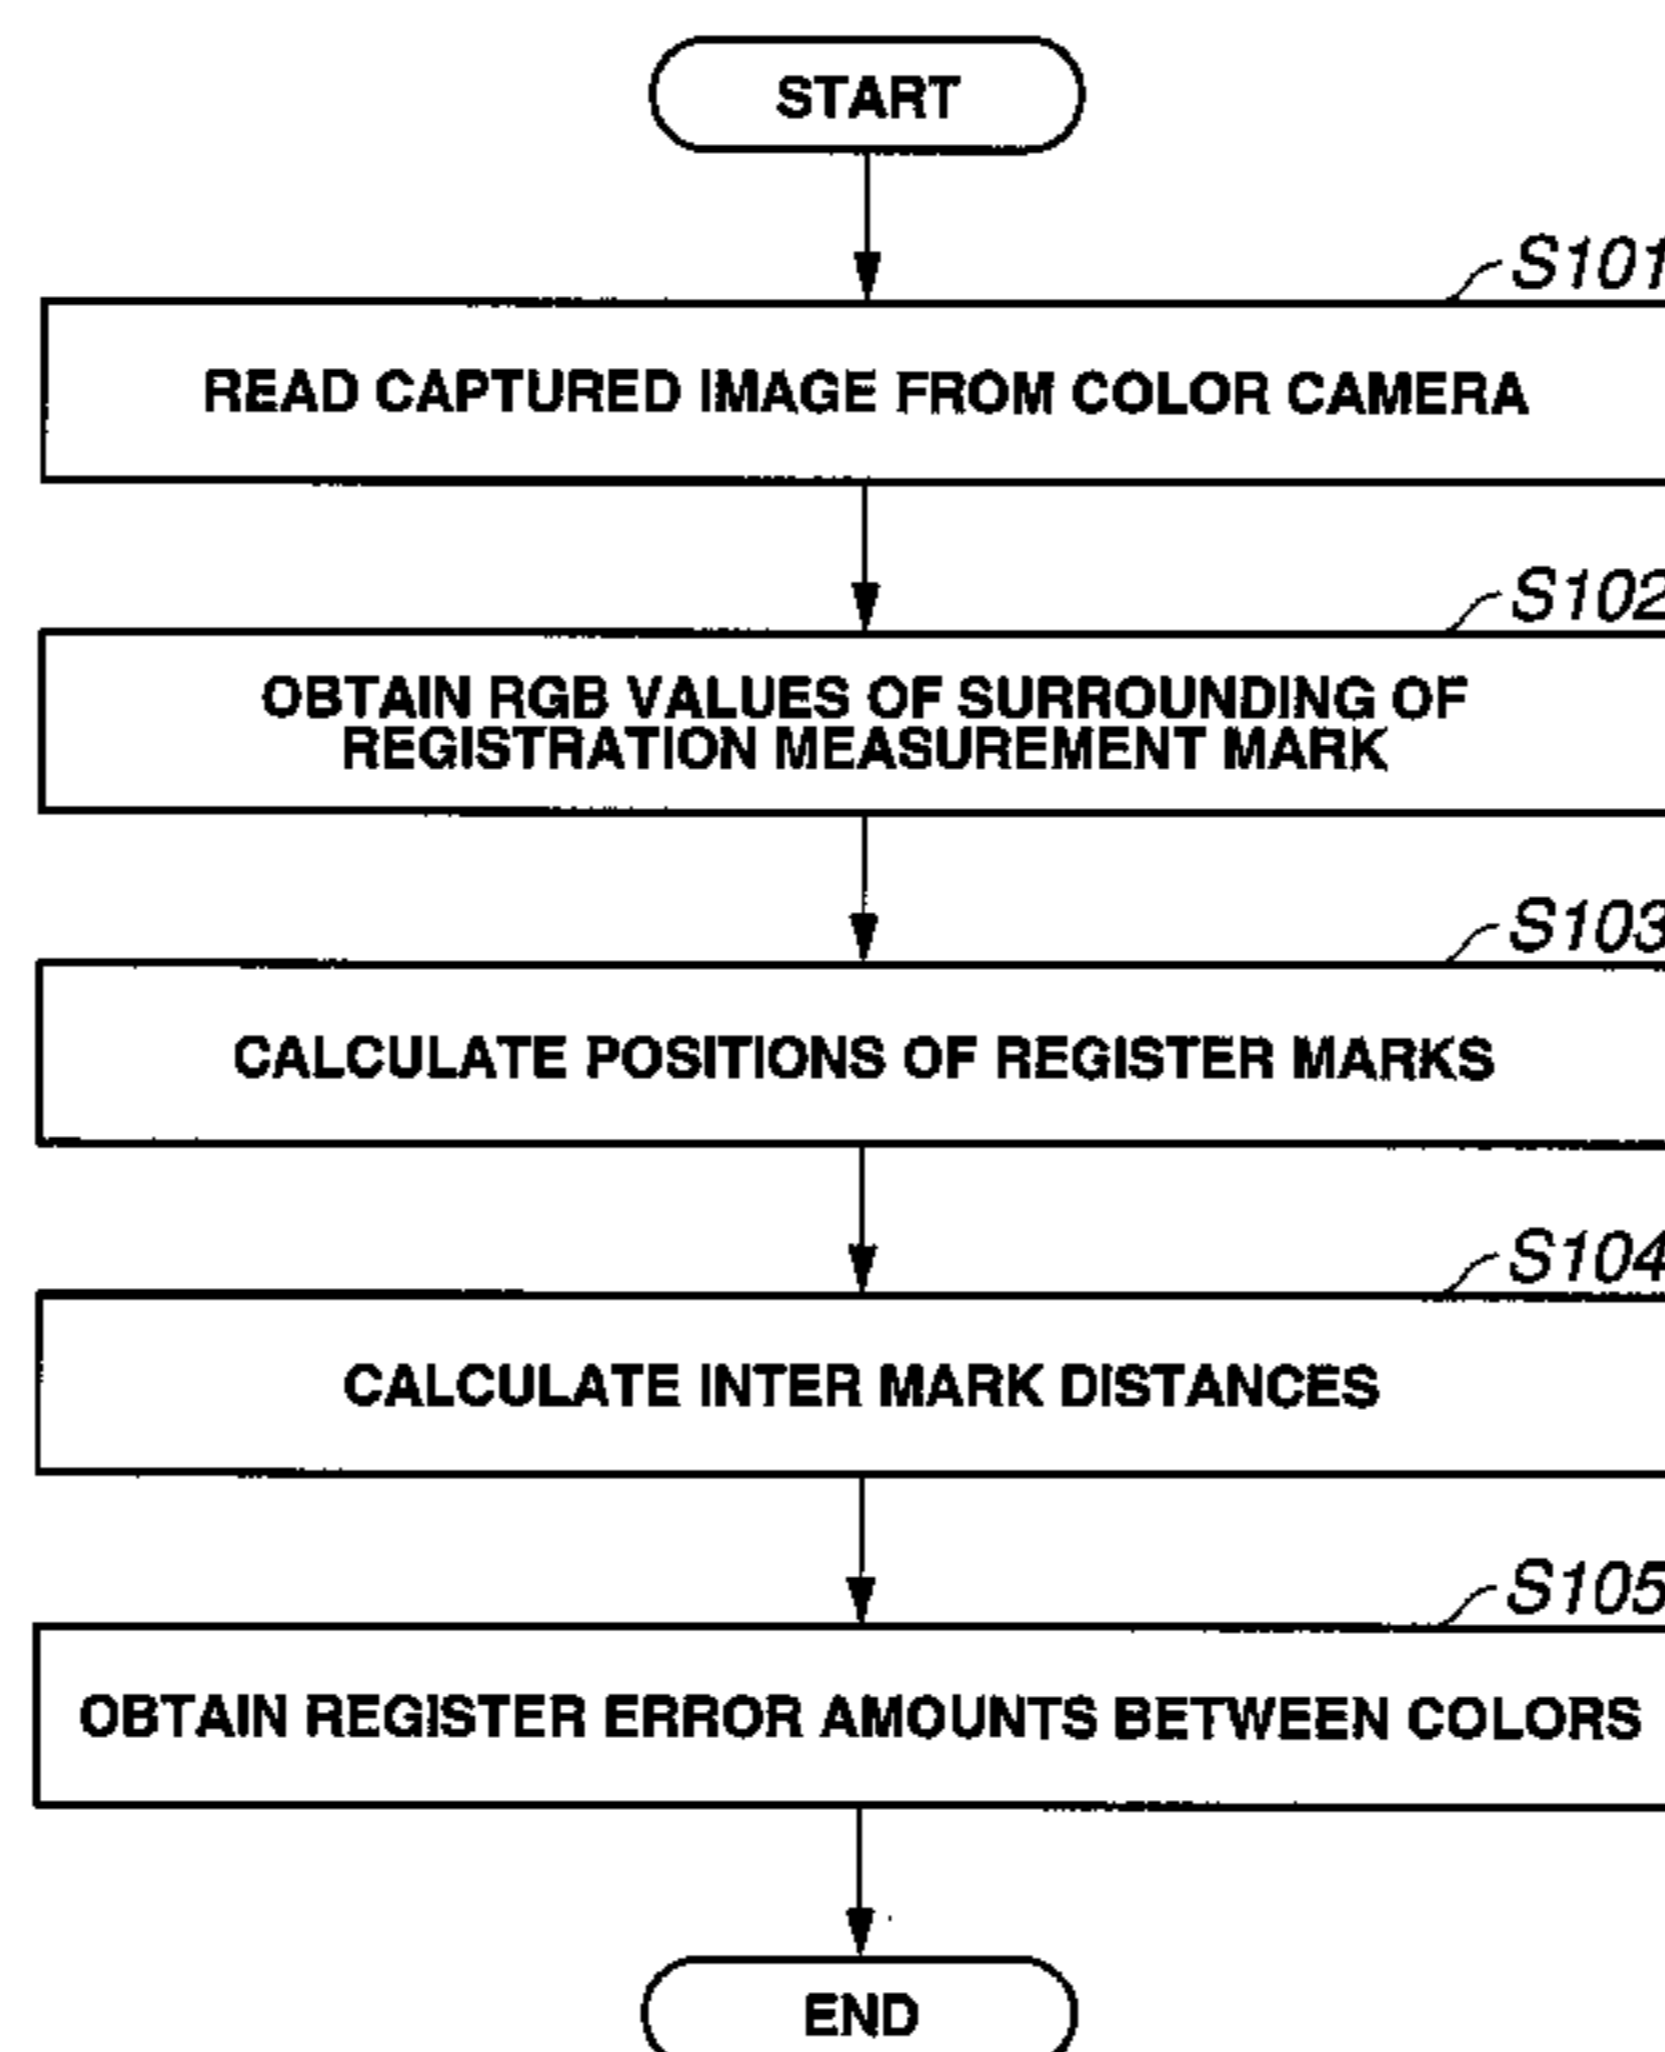 START
S101
READ CAPTURED IMAGE FROM COLOR CAMERA
S102
OBTAIN RGB VALUES OF SURROUNDING OF
REGISTRATION MEASUREMENT MARK
S103
CALCULATE POSITIONS OF REGISTER MARKS
S104
CALCULATE INTER MARK DISTANCES
S105
OBTAIN REGISTER ERROR AMOUNTS BETWEEN COLORS
END